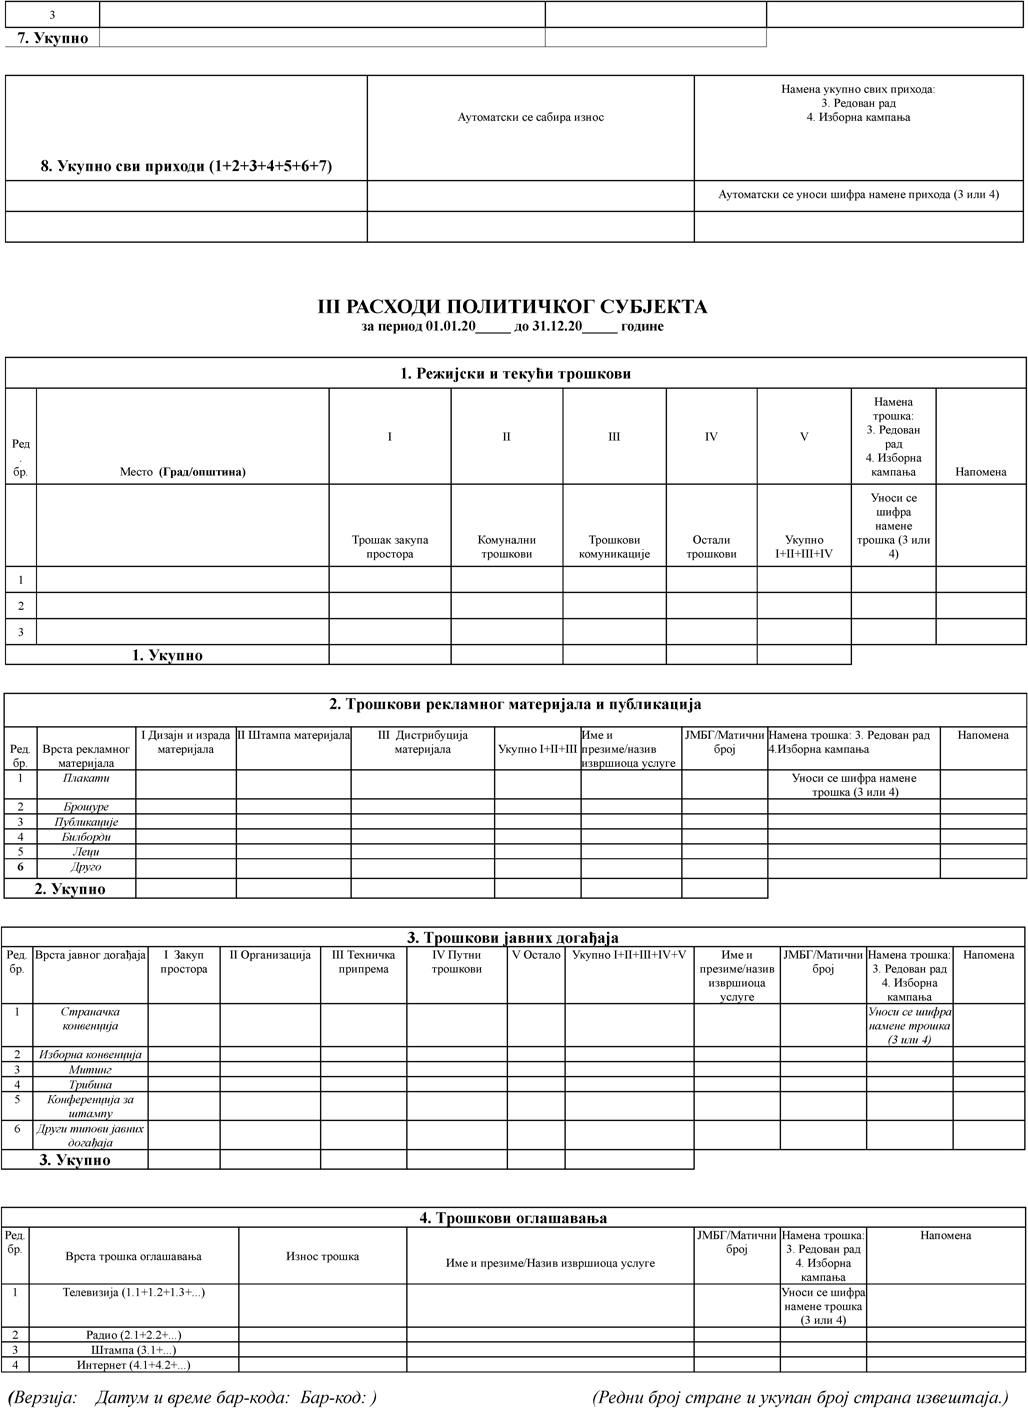 3
7. Укупно
Намена укупно свих прихода:
3. Редован рад
4. Изборна кампања
Аутоматски се сабира износ
8. Укупно сви приходи (1+2+3+4+5+6+7)
Аутоматски се уноси шифра намене прихода (3 или 4)
III РАСХОДИ ПОЛИТИЧКОГ СУБЈЕКТА
за период 01.01.20_____ до 31.12.20_____ године
1. Режијски и текући трошкови
Ред
.
бр.
Место (Град/општина)
I
II
III
IV
V
Намена
трошка:
3. Редован
рад
4. Изборна
кампања
Напомена
Трошак закупа
простора
Комунални
трошкови
Трошкови
комуникације
Остали
трошкови
Укупно
I+II+III+IV
Уноси се
шифра
намене
трошка (3 или
4)
1
2
3
1. Укупно
2. Трошкови рекламног материјала и публикација
Ред.
бр.
Врста рекламног
материјала
I Дизајн и израда
материјала
II Штампа материјала
III Дистрибуција
материјала
Укупно I+II+III
Име и
презиме/назив
извршиоца услуге
ЈМБГ/Матични
број
Намена трошка: 3. Редован рад
4.Изборна кампања
Напомена
1 Плакати
Уноси се шифра намене
трошка (3 или 4)
2 Брошуре
3 Публикације
4 Билборди
5 Леци
6 Друго
2. Укупно
3. Трошкови јавних догађаја
Ред.
бр.
Врста јавног догађаја
I Закуп
простора
II Организација
III Техничка
припрема
IV Путни
трошкови
V Остало
Укупно I+II+III+IV+V
Име и
презиме/назив
извршиоца
услуге
ЈМБГ/Матични
број
Намена трошка:
3. Редован рад
4. Изборна
кампања
Напомена
1 Страначка
конвенција
Уноси се шифра
намене трошка
(3 или 4)
2 Изборна конвенција
3 Митинг
4 Трибина
5 Конференција за
штампу
6 Други типови јавних
догађаја
3. Укупно
4. Трошкови оглашавања
Ред.
бр.
Врста трошка оглашавања
Износ трошка
Име и презиме/Назив извршиоца услуге
ЈМБГ/Матични
број
Намена трошка:
3. Редован рад
4. Изборна
кампања
Напомена
1 Телевизија (1.1+1.2+1.3+...)
Уноси се шифра
намене трошка
(3 или 4)
2 Радио (2.1+2.2+...)
3 Штампа (3.1+...)
4 Интернет (4.1+4.2+...)
(Верзија: Датум и време бар-кода: Бар-код: ) (Редни број стране и укупан број страна извештаја.)